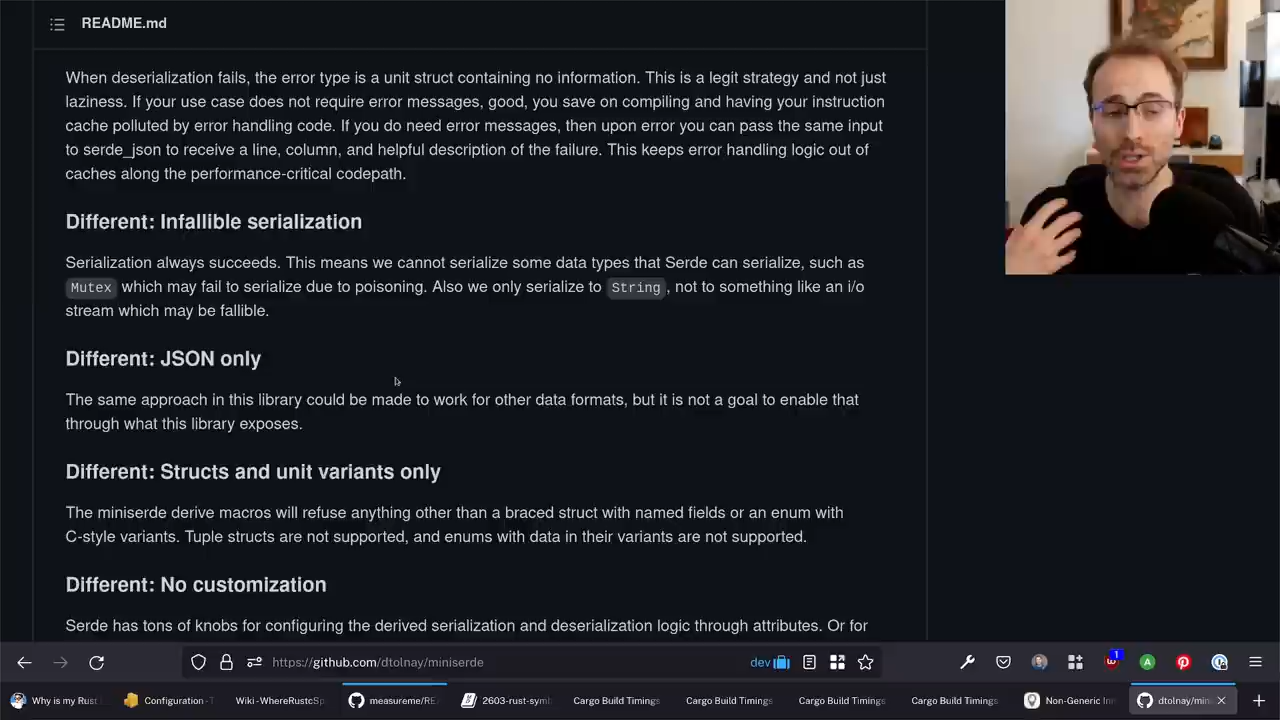 README.md
When deserialization fails, the error type is a unit struct containing no information. This is a legit strategy and not just
laziness. If your use case does not require error messages, good, you save on compiling and having your instruction
cache polluted by error handling code. If you do need error messages, then upon error you can pass the same input
to serde_json to receive a line, column, and helpful description of the failure. This keeps error handling logic out of
caches along the performance-critical codepath.
Different: Infallible serialization
Serialization always succeeds. This means we cannot serialize some data types that Serde can serialize, such as
Mutex which may fail to serialize due to poisoning. Also we only serialize to String, not to something like an i/o
stream which may be fallible.
Different: JSON only
The same approach in this library could be made to work for other data formats, but it is not a goal to enable that
through what this library exposes.
Different: Structs and unit variants only
The miniserde derive macros will refuse anything other than a braced struct with named fields or an enum with
C-style variants. Tuple structs are not supported, and enums with data in their variants are not supported.
Different: No customization
Serde has tons of knobs for configuring the derived serialization and deserialization logic through attributes. Or for
https://github.com/dtolnay/miniserde dev 1 A
Why is my Rust Configuration - T Wiki-WhereRustcSp measureme/RE 2603-rust-symb Cargo Build Timings Cargo Build Timings Cargo Build Timings Cargo Build Timings Non-Generic Inn dtolnay/mini